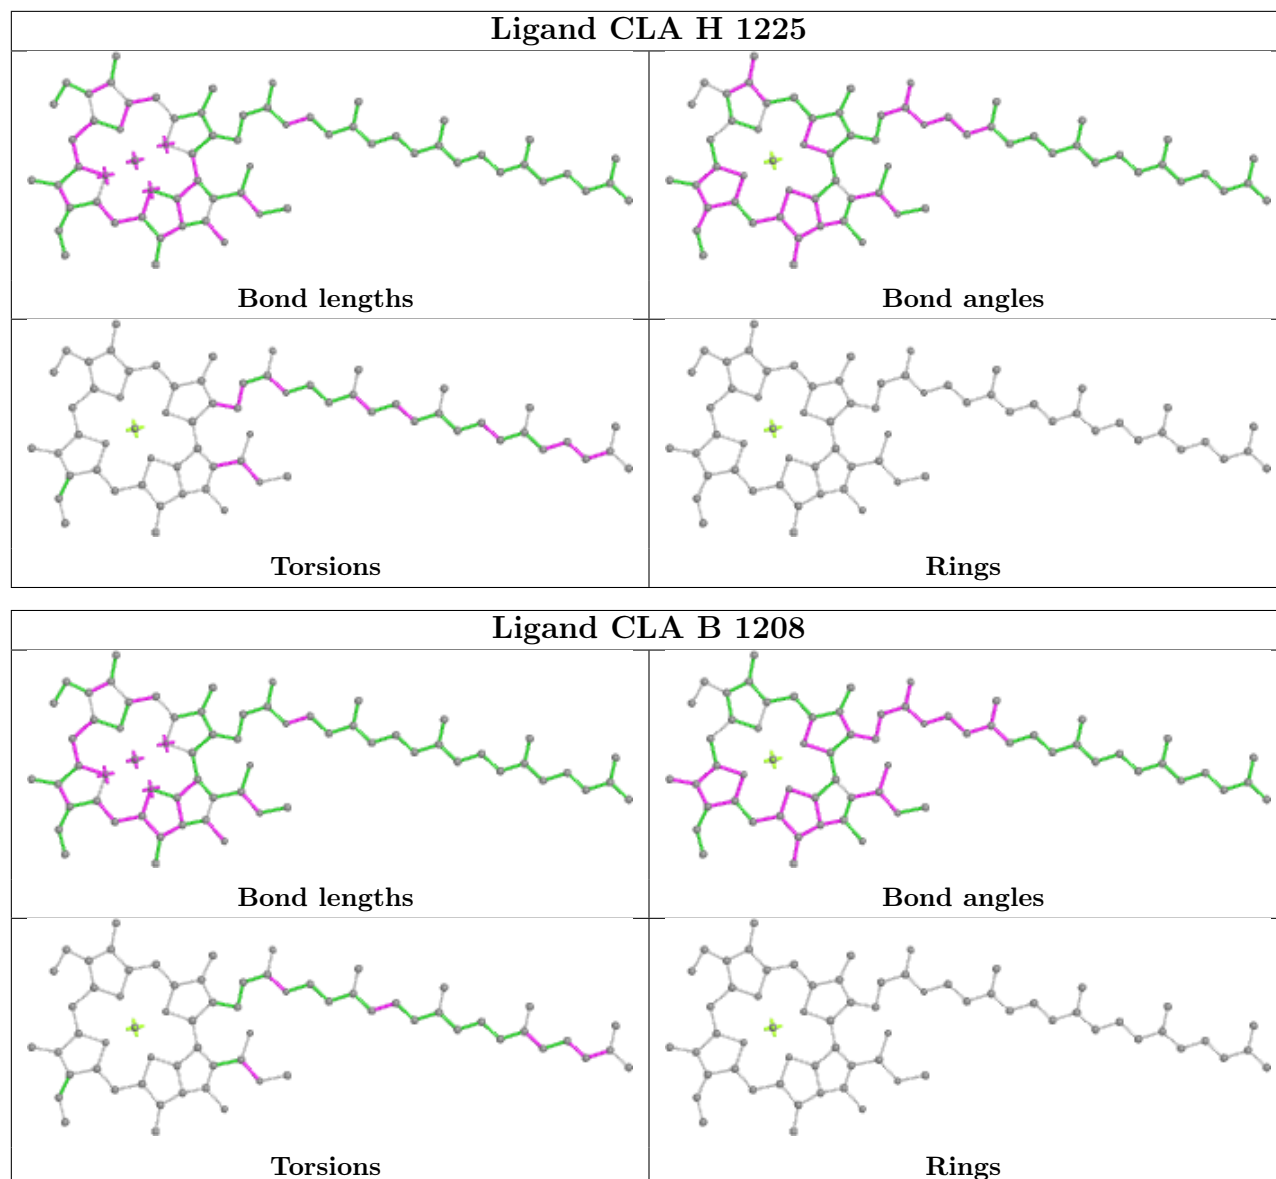 Ligand CLA H 1225
Bond lengths
Bond angles
Torsions
Rings
Ligand CLA B 1208
Bond lengths
Bond angles
Torsions
Rings